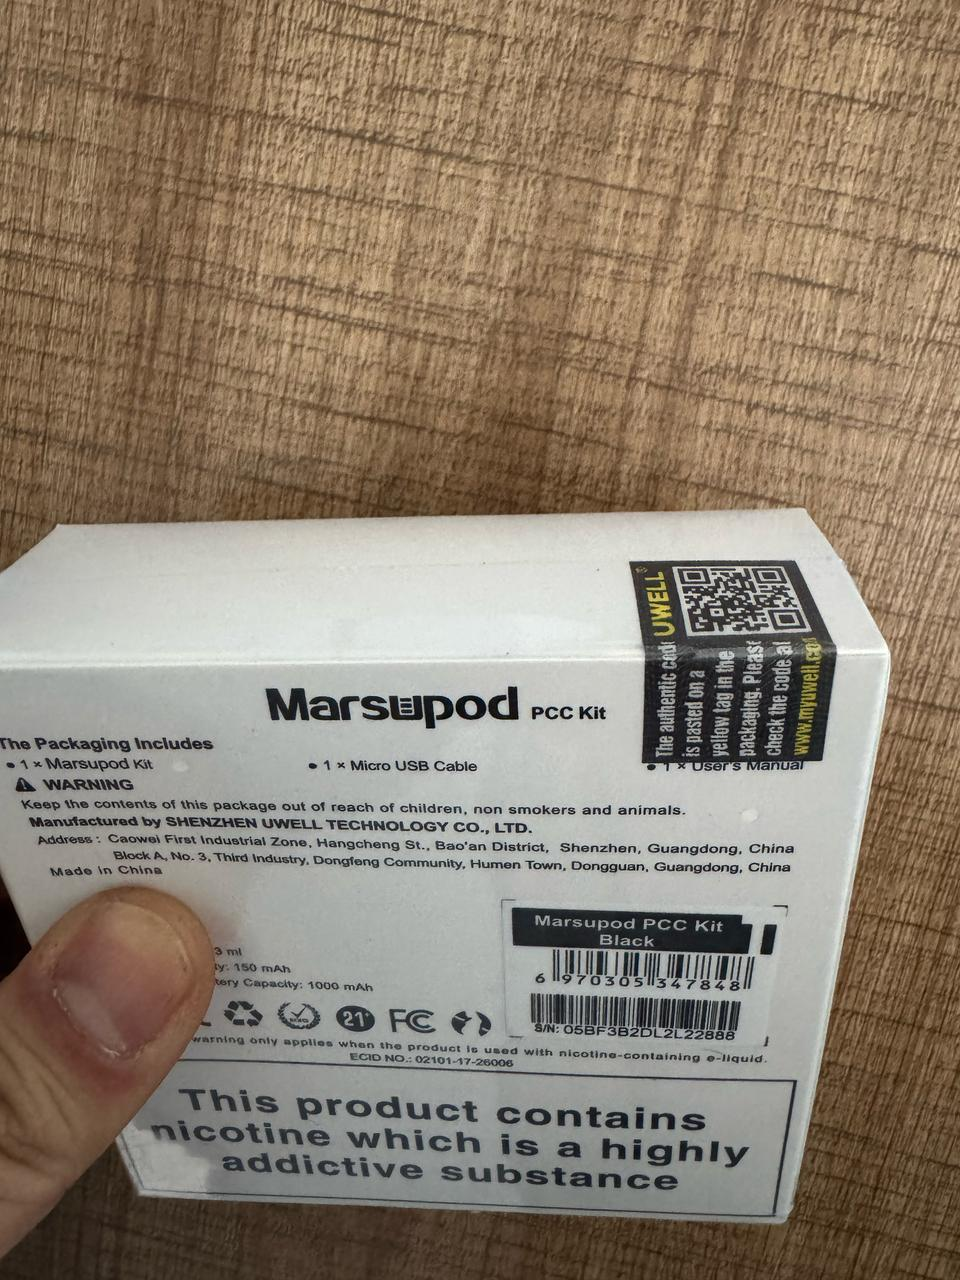 Marsupod PCC Kit
The Packaging Includes
• 1 × Marsupod Kit
• 1 × Micro USB Cable
• 1 × User's Manual
WARNING
Keep the contents of this package out of reach of children, non smokers and animals.
Manufactured by SHENZHEN UWELL TECHNOLOGY CO., LTD.
Address : Caowei First Industrial Zone, Hangcheng St., Bao'an District, Shenzhen, Guangdong, China
Block A, No. 3, Third Industry, Dongfeng Community, Humen Town, Dongguan, Guangdong, China
Made in China
3 ml
150 mAh
Capacity: 1000 mAh
21+
FC
warning only applies when the product is used with nicotine-containing e-liquid.
ECID NO.: 02101-17-26006
This product contains
nicotine which is a highly
addictive substance
Marsupod PCC Kit
Black
6 970305 347848
S/N: 05BF3B2DL2L22888
UWELL®
The authentic code
is pasted on a
yellow tag in the
packaging. Please
check the code at
www.myuwell.co